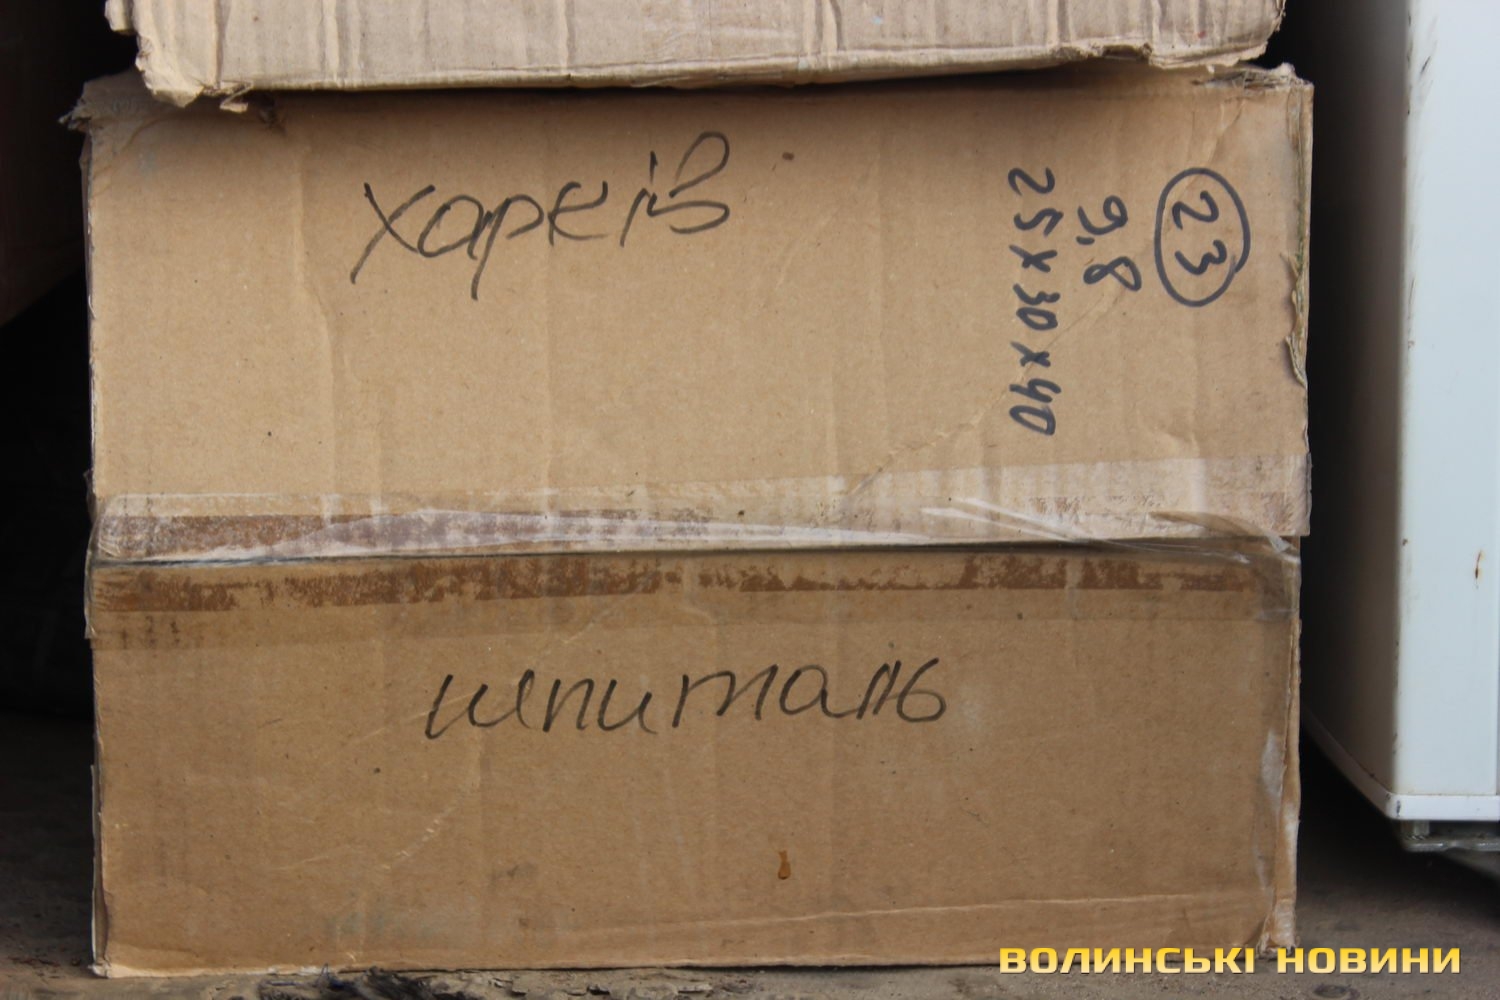 харків
23
9.8
25 x 30 x 40
шпиталь
ВОЛИНСЬКІ НОВИНИ